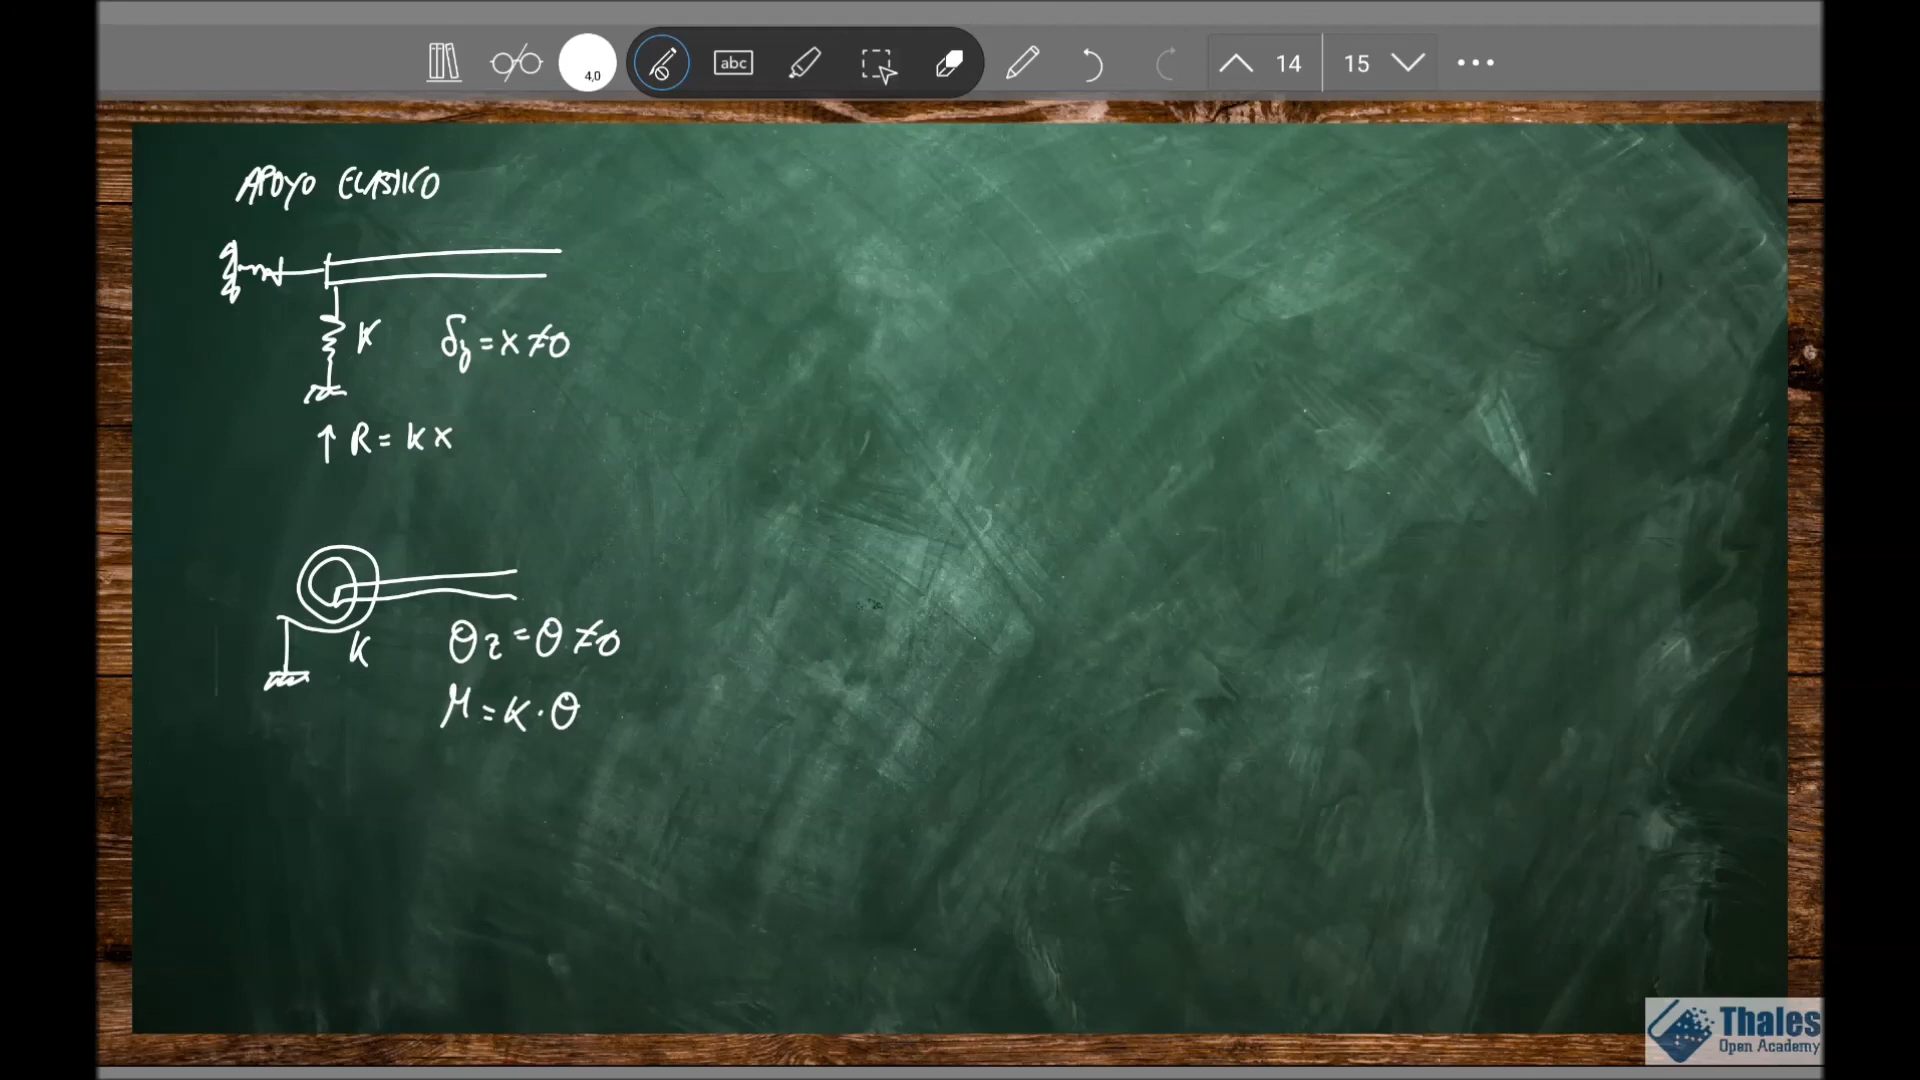 4,0
abc
14
15
APOYO ELASTICO
K
δy = x ≠ 0
↑ R = K x
K
θz = θ ≠ 0
M = K · θ
Thales
Open Academy